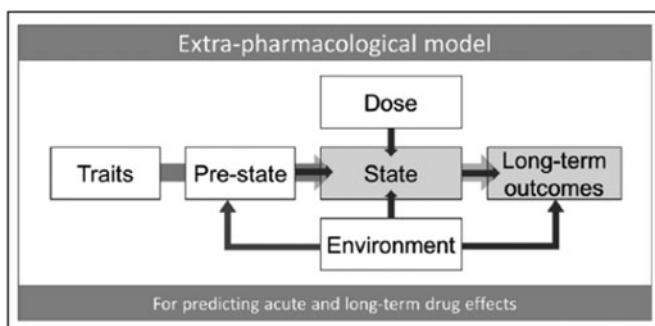 Extra-pharmacological model
Dose
Traits
Pre-state
State
Long-term
outcomes
Environment
For predicting acute and long-term drug effects